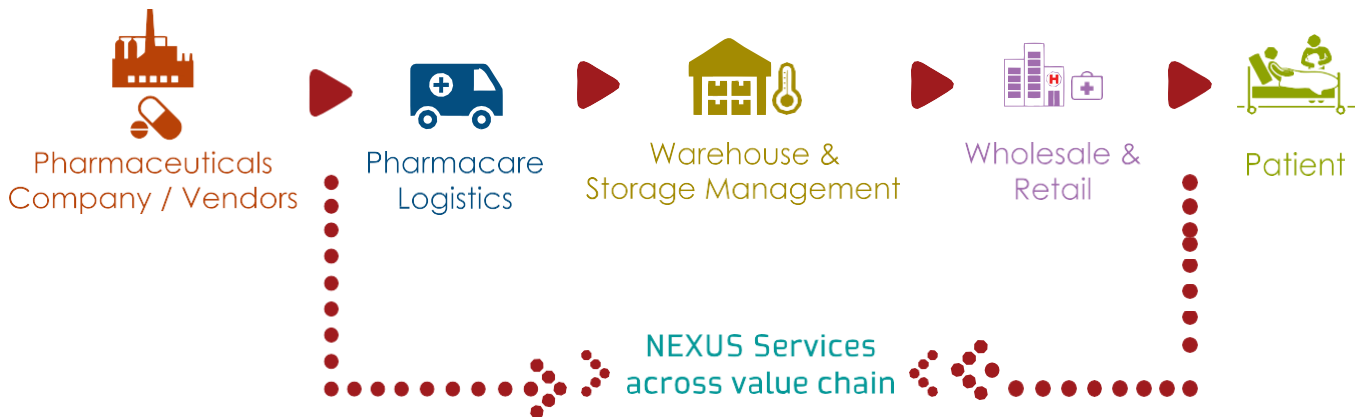 H
Pharmaceuticals
Company / Vendors
Pharmacare
Logistics
Warehouse &
Storage Management
Wholesale &
Retail
Patient
NEXUS Services
across value chain